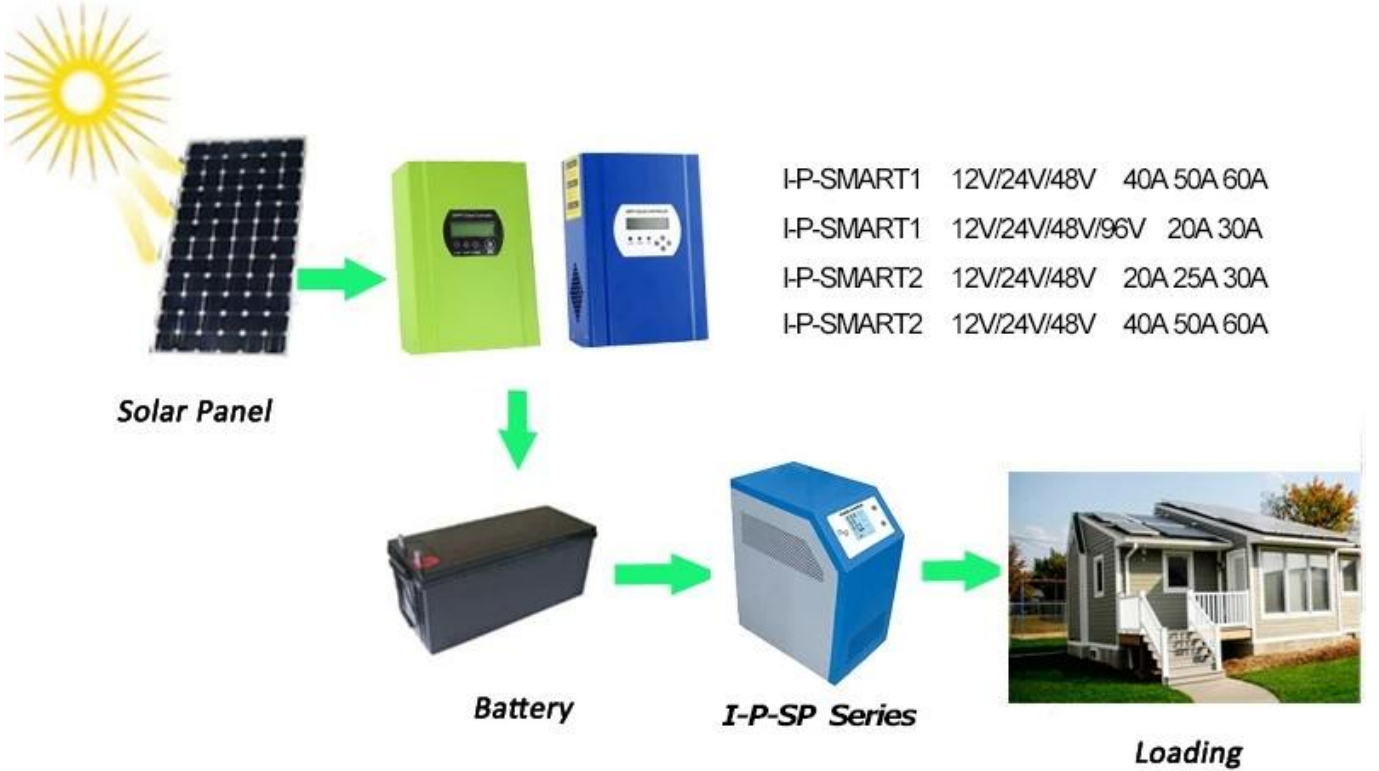 I-P-SMART1 12V/24V/48V 40A 50A 60A
I-P-SMART1 12V/24V/48V/96V 20A 30A
I-P-SMART2 12V/24V/48V 20A 25A 30A
I-P-SMART2 12V/24V/48V 40A 50A 60A
Solar Panel
Battery
I-P-SP Series
Loading